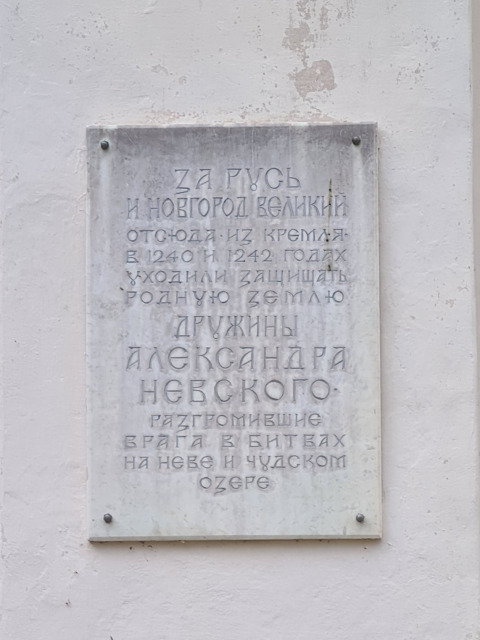 ЗА РУСЬ
И НОВГОРОД ВЕЛИКИЙ
ОТСЮДА·ИЗ КРЕМЛЯ·
В 1240 И 1242 ГОДАХ
УХОДИЛИ ЗАЩИЩАТЬ
РОДНУЮ ЗЕМЛЮ
ДРУЖИНЫ
АЛЕКСАНДРА
НЕВСКОГО·
РАЗГРОМИВШИЕ
ВРАГА В БИТВАХ
НА НЕВЕ И ЧУДСКОМ
ОЗЕРЕ